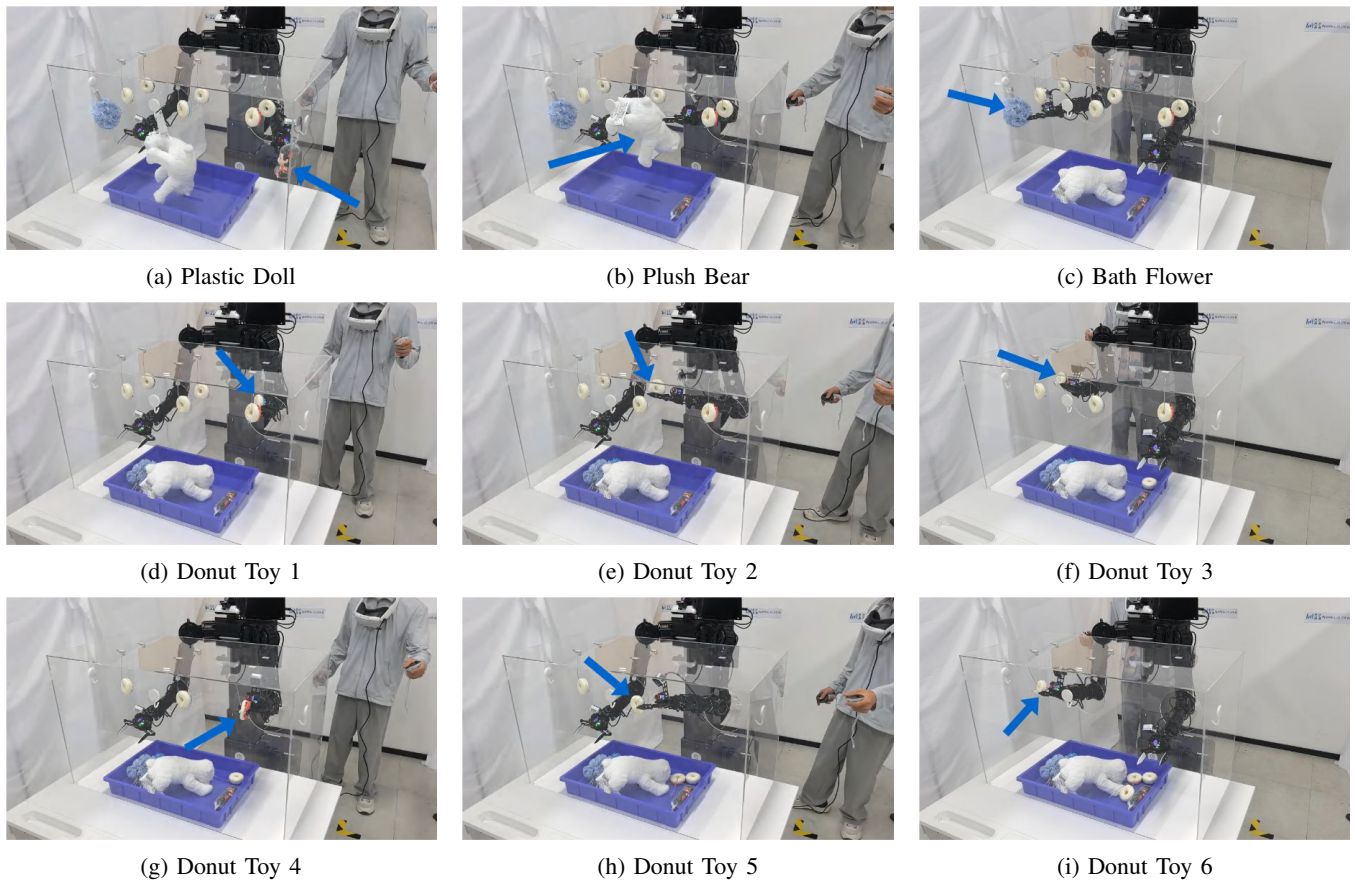 (a) Plastic Doll
(b) Plush Bear
(c) Bath Flower
(d) Donut Toy 1
(e) Donut Toy 2
(f) Donut Toy 3
(g) Donut Toy 4
(h) Donut Toy 5
(i) Donut Toy 6